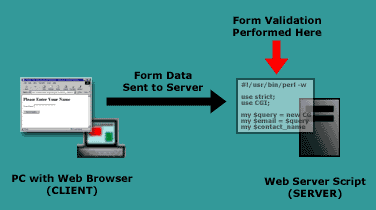 Form Validation
Performed Here
Form Data
Sent to Server
#!/usr/bin/perl -w
use strict;
use CGI;
my $query = new CG
my $email = $query
my $contact_name
Please Enter Your Name
PC with Web Browser
(CLIENT)
Web Server Script
(SERVER)